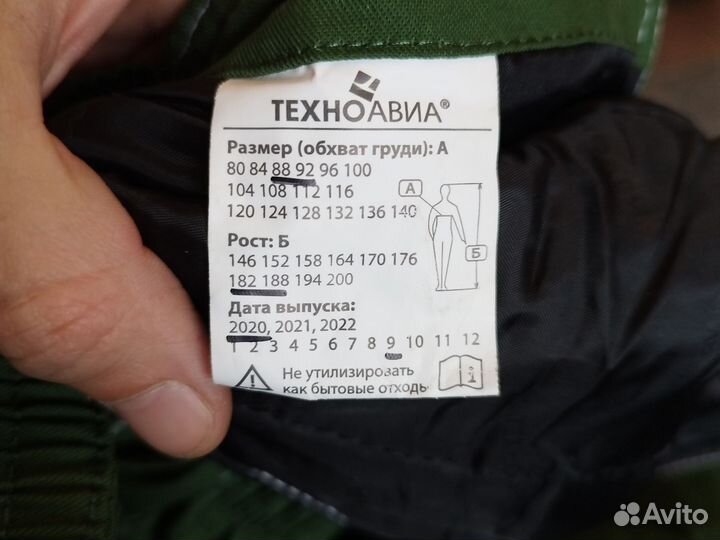 ТЕХНОАВИА®
Размер (обхват груди): А
80 84 88 92 96 100
104 108 112 116
120 124 128 132 136 140
А
Рост: Б
Б
146 152 158 164 170 176
182 188 194 200
Дата выпуска:
2020, 2021, 2022
1 2 3 4 5 6 7 8 9 10 11 12
Не утилизировать
как бытовые отходы
Avito